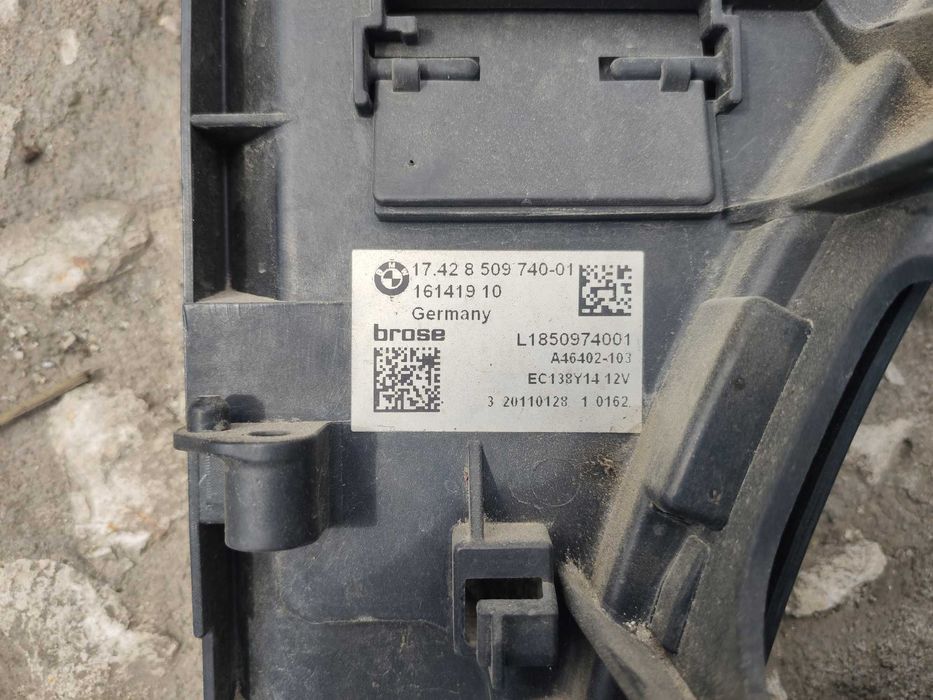 BMW
17.42 8 509 740-01
161419 10
Germany
brose
L1850974001
A46402-103
EC138Y14 12V
3 20110128 1 0162